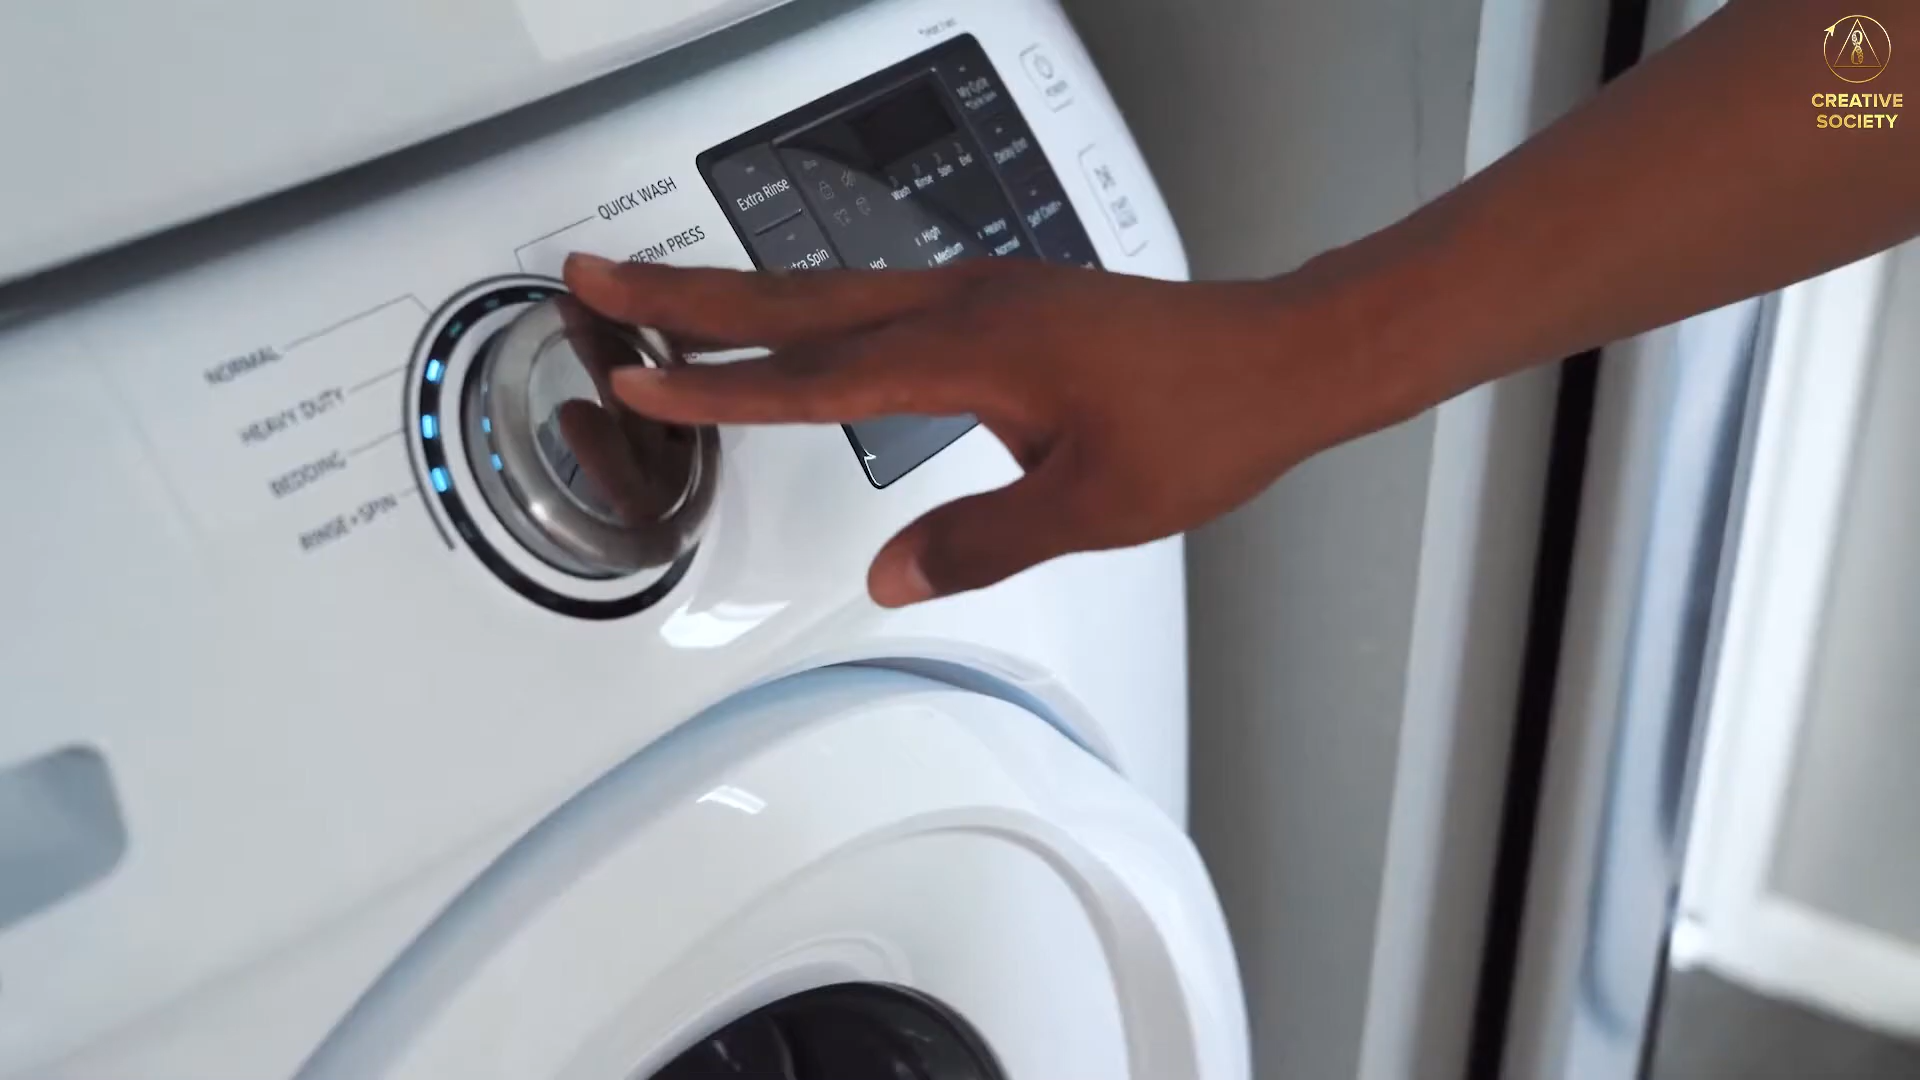 CREATIVE
SOCIETY
QUICK WASH
PERM PRESS
NORMAL
HEAVY DUTY
BEDDING
RINSE+SPIN
Extra Rinse
Spin
Hot
Wash
Rinse
Spin
End
High
Medium
Heavy
Normal
My Cycle
Delay End
Self Clean+